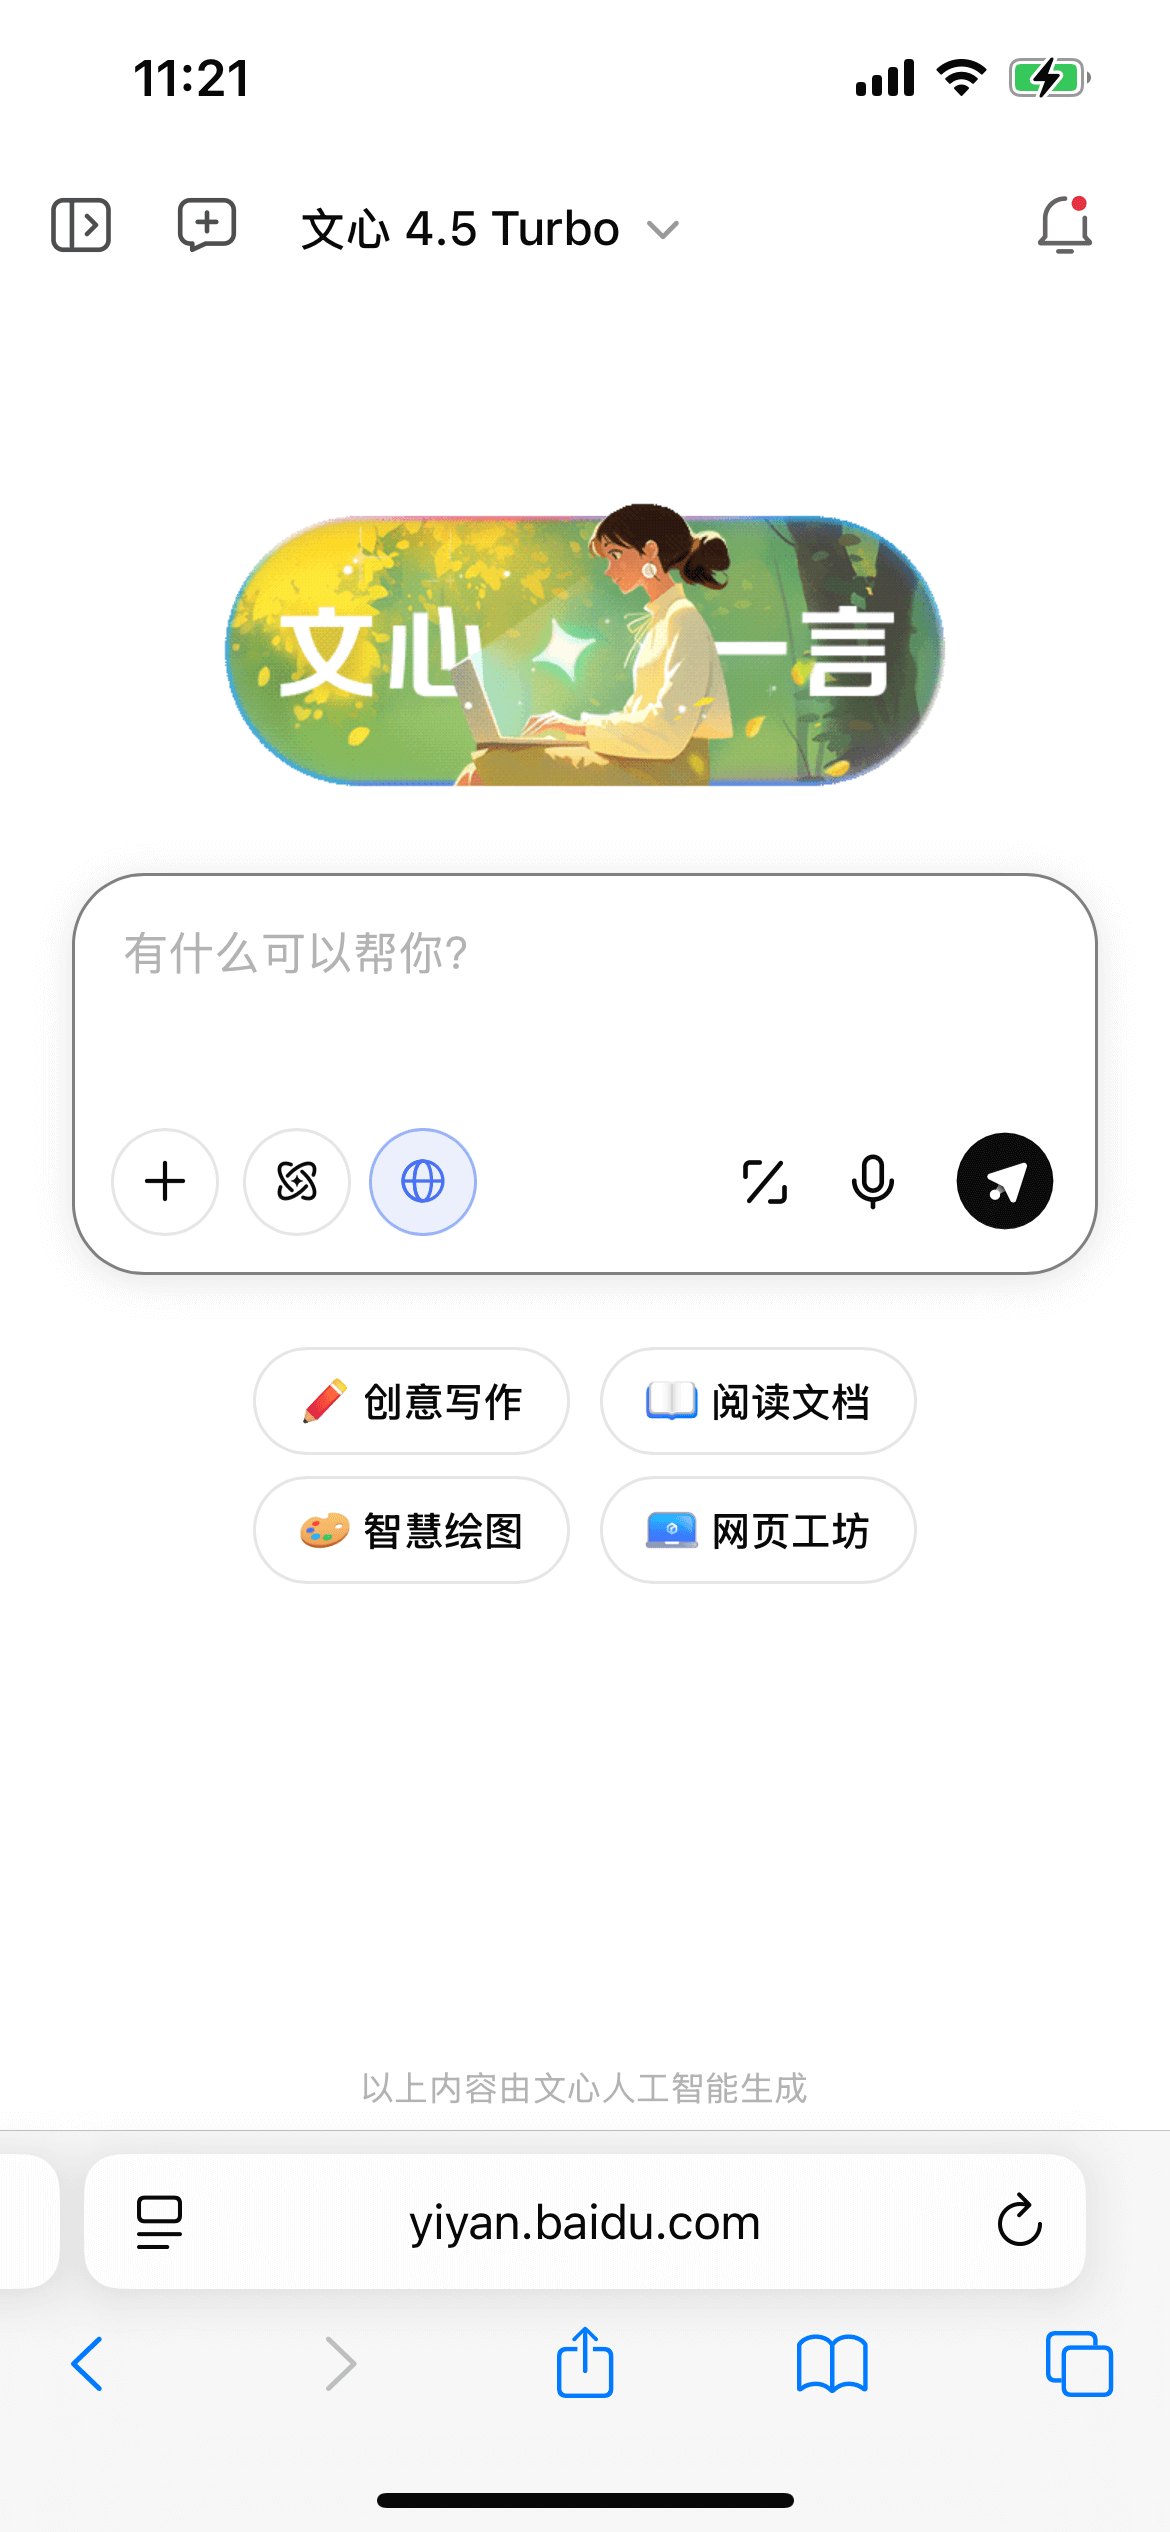 11:21
文心 4.5 Turbo
文心一言
有什么可以帮你?
创意写作
阅读文档
智慧绘图
网页工坊
以上内容由文心人工智能生成
yiyan.baidu.com